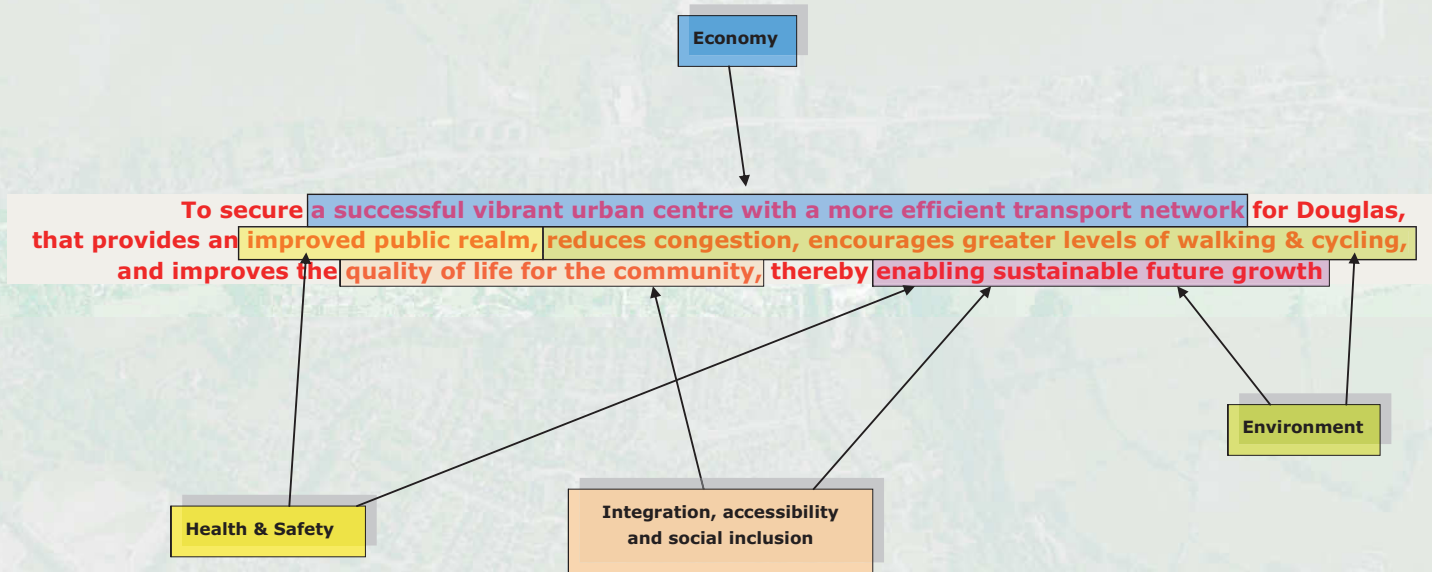 Economy
To secure a successful vibrant urban centre with a more efficient transport network for Douglas,
that provides an improved public realm, reduces congestion, encourages greater levels of walking & cycling,
and improves the quality of life for the community, thereby enabling sustainable future growth
Environment
Health & Safety
Integration, accessibility
and social inclusion